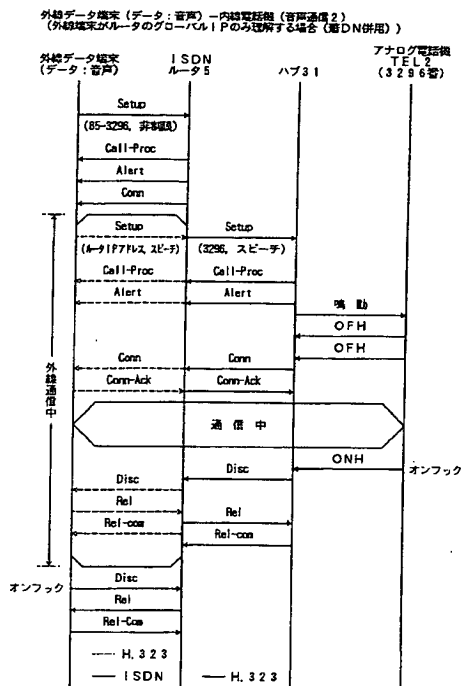 外線データ端末（データ：音声）－内線電話機（音声通信２）
（外線端末がルータのグローバルＩＰのみ理解する場合（着ＤＮ併用））
外線データ端末
（データ：音声）
ＩＳＤＮ
ルータ５
ハブ３１
アナログ電話機
ＴＥＬ２
（３２９６番）
Setup
(85-3296, 非制限)
Call-Proc
Alert
Conn
Setup
Setup
(ルータIPアドレス, スピーチ)
(3296, スピーチ)
Call-Proc
Call-Proc
Alert
Alert
鳴動
ＯＦＨ
ＯＦＨ
Conn
Conn
Conn-Ack
Conn-Ack
外線通信中
通信中
ＯＮＨ
オンフック
Disc
Disc
Rel
Rel
Rel-com
Rel-com
オンフック
Disc
Rel
Rel-Com
---- Ｈ．３２３
── ＩＳＤＮ
── Ｈ．３２３